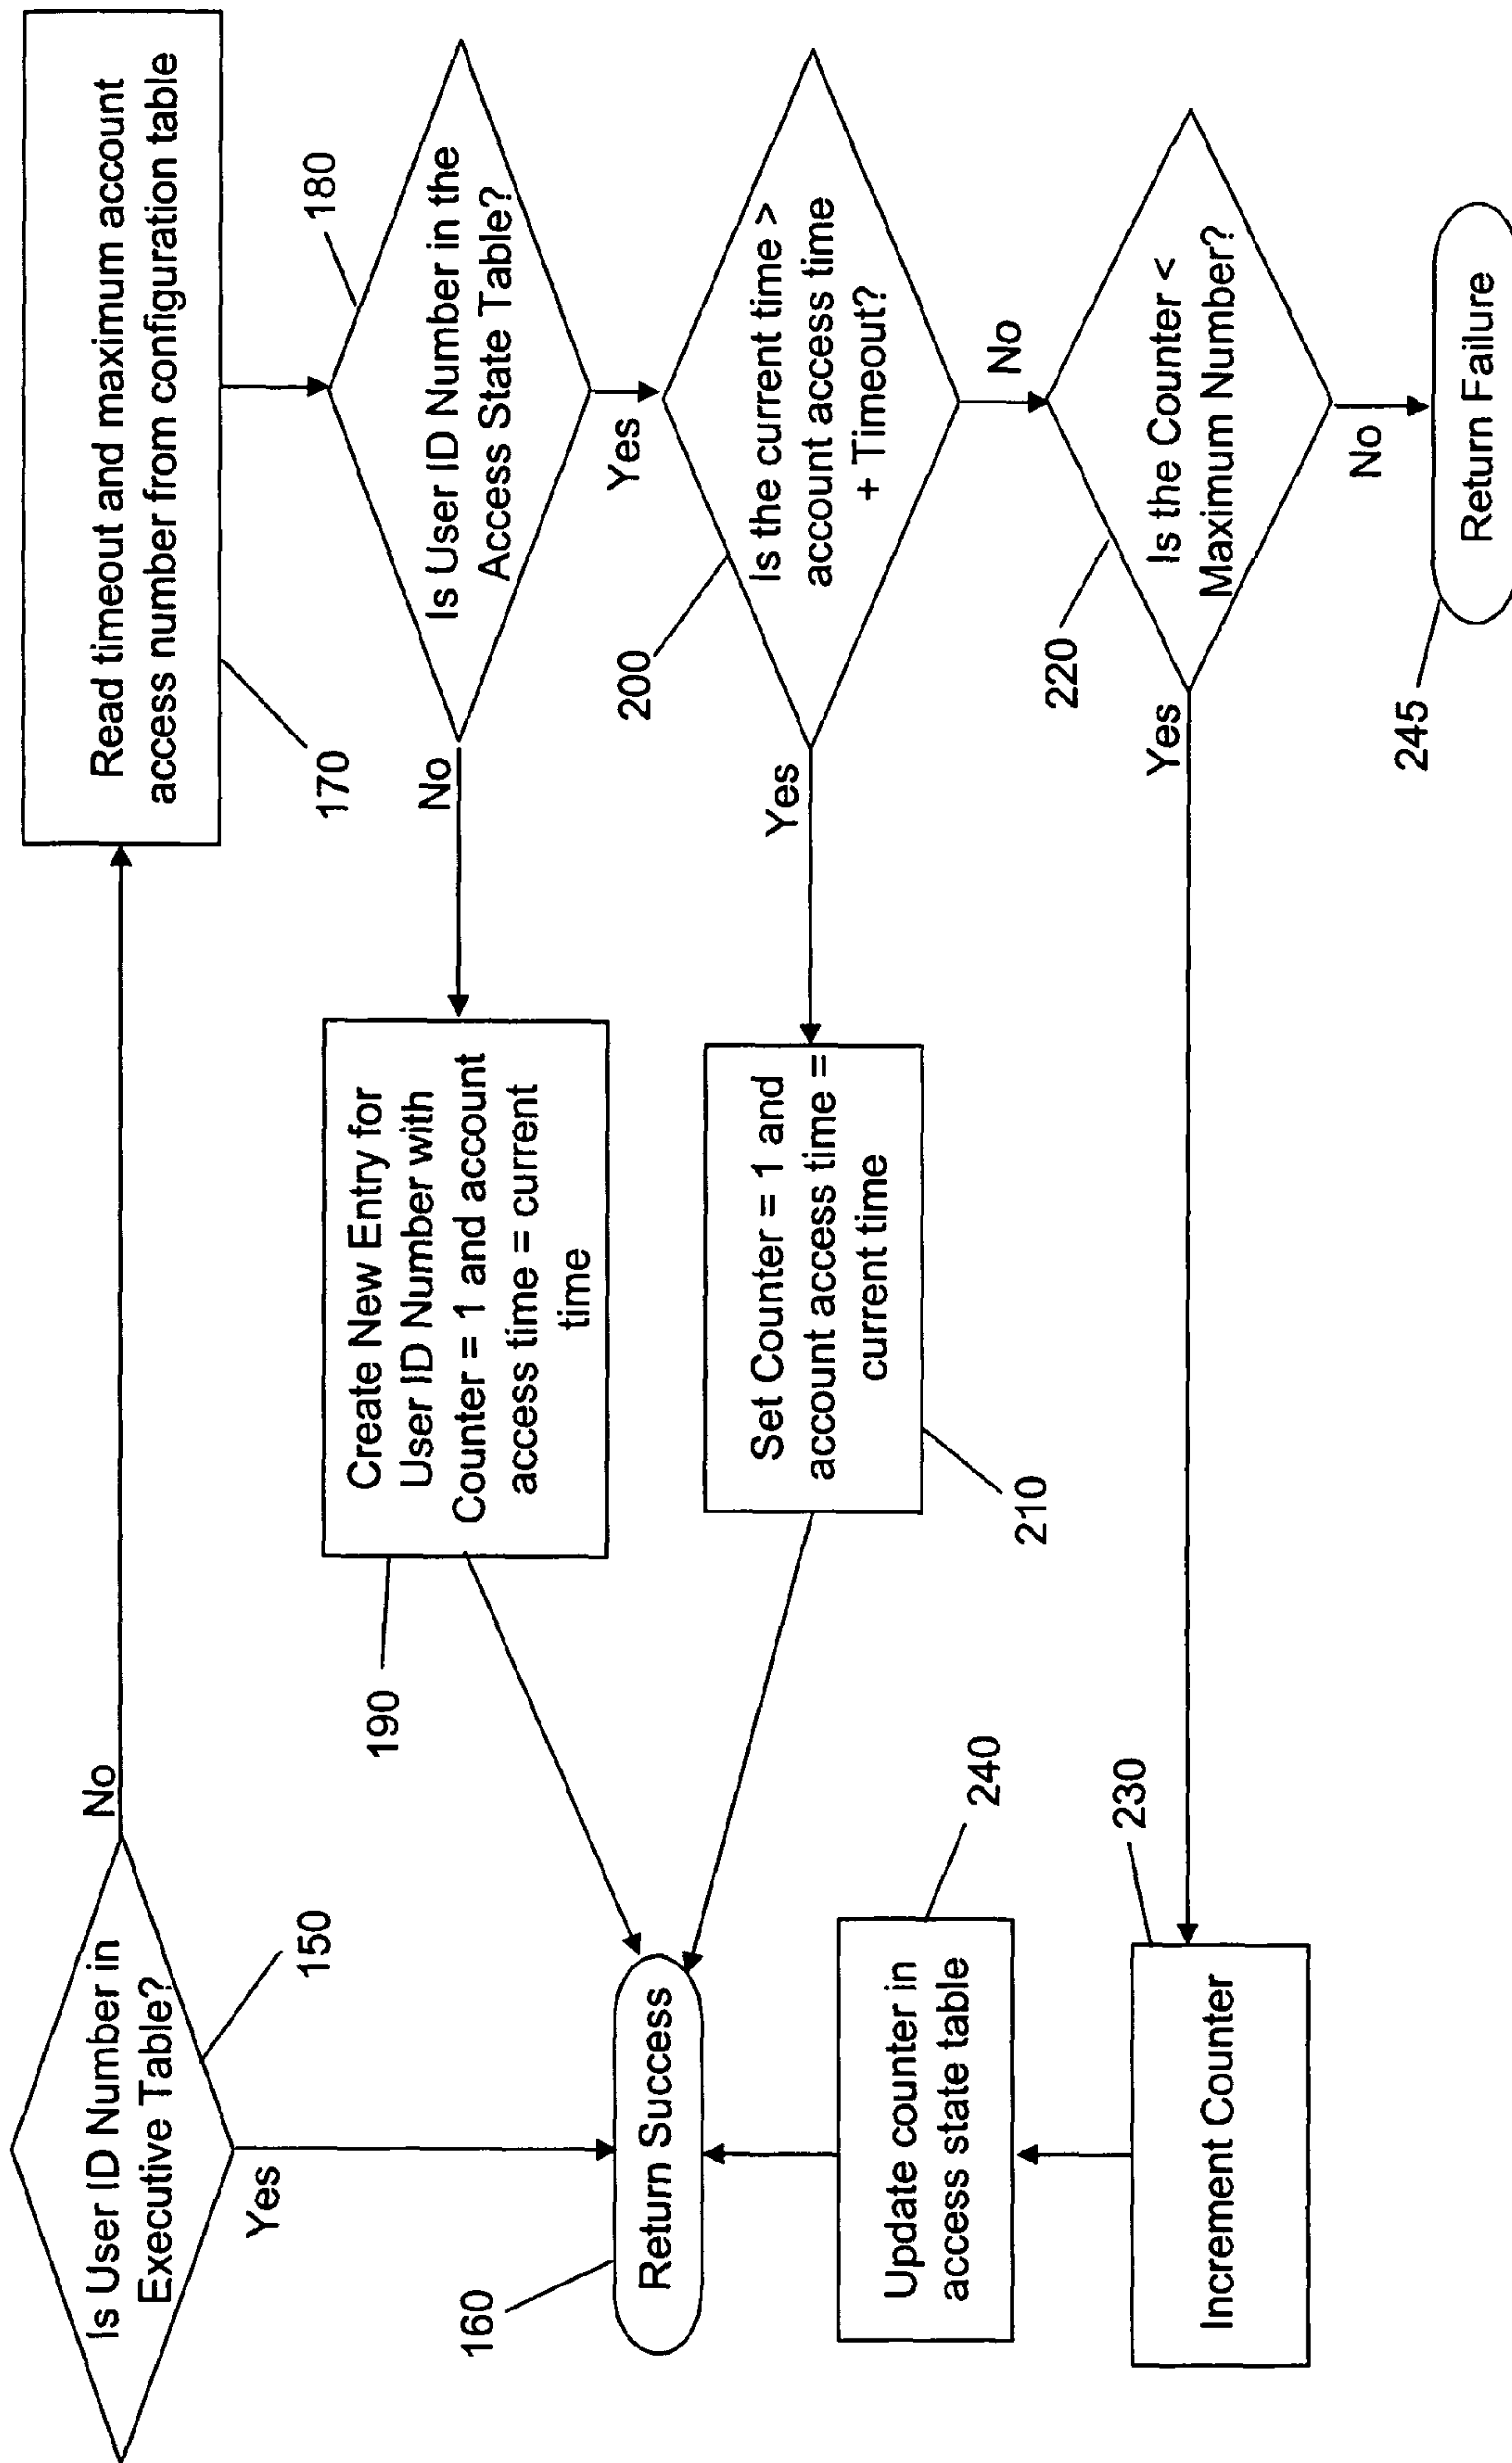 Is User ID Number in
Executive Table?
150
No
Yes
Read timeout and maximum account
access number from configuration table
170
Is User ID Number in the
Access State Table?
180
No
Yes
Create New Entry for
User ID Number with
Counter = 1 and account
access time = current
time
190
Is the current time >
account access time
+ Timeout?
200
Yes
No
Set Counter = 1 and
account access time =
current time
210
Return Success
160
Update counter in
access state table
240
Is the Counter <
Maximum Number?
220
Yes
No
Increment Counter
230
Return Failure
245